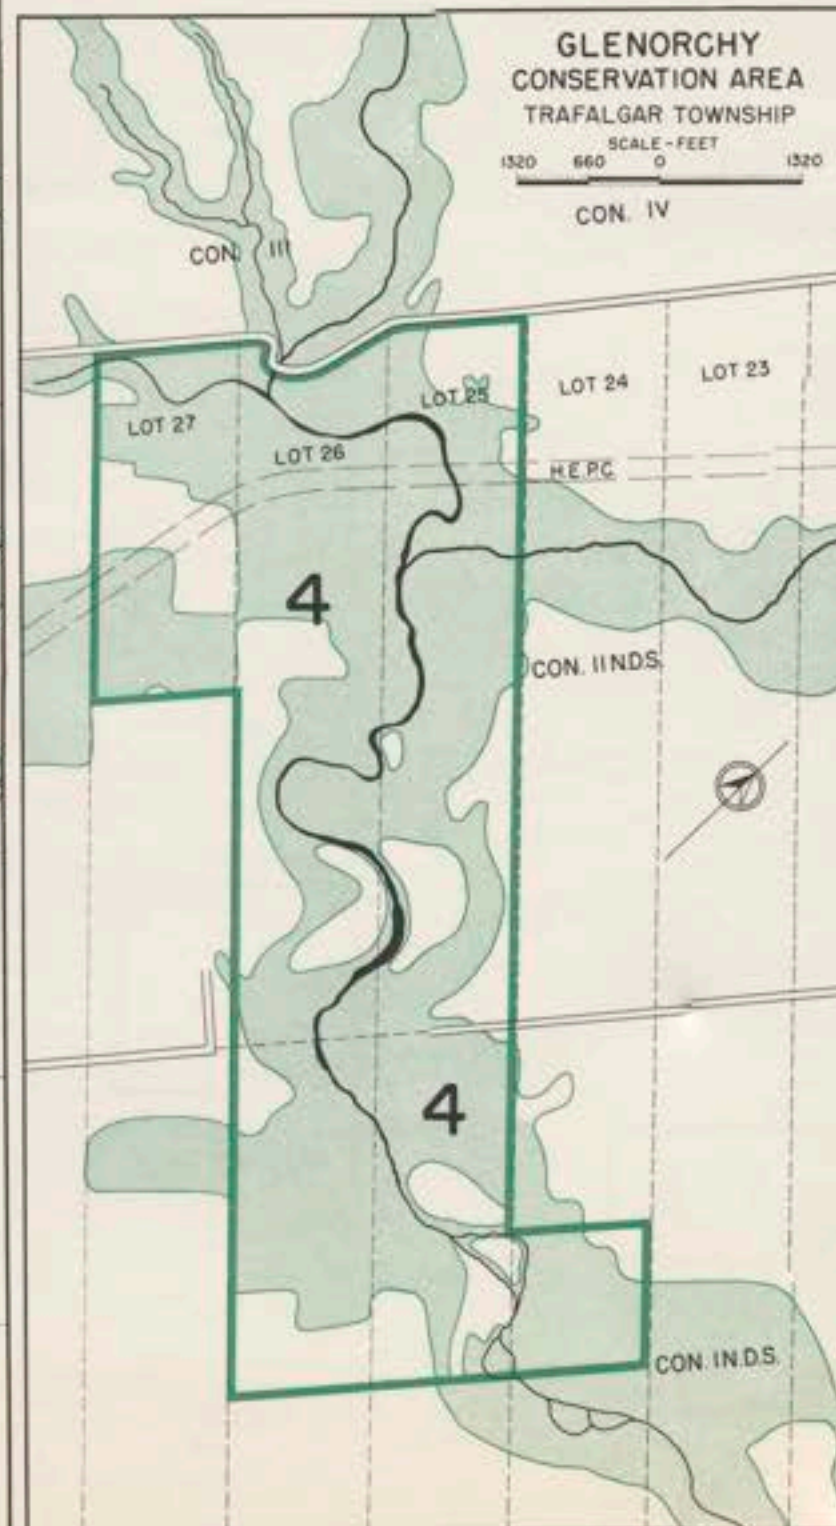 GLENORCHY
CONSERVATION AREA
TRAFALGAR TOWNSHIP
SCALE-FEET
1320 660 0 1320
CON. IV
CON. III
LOT 27
LOT 26
LOT 25
LOT 24
LOT 23
H.E.P.C.
4
CON. II N.D.S.
4
CON. I N.D.S.